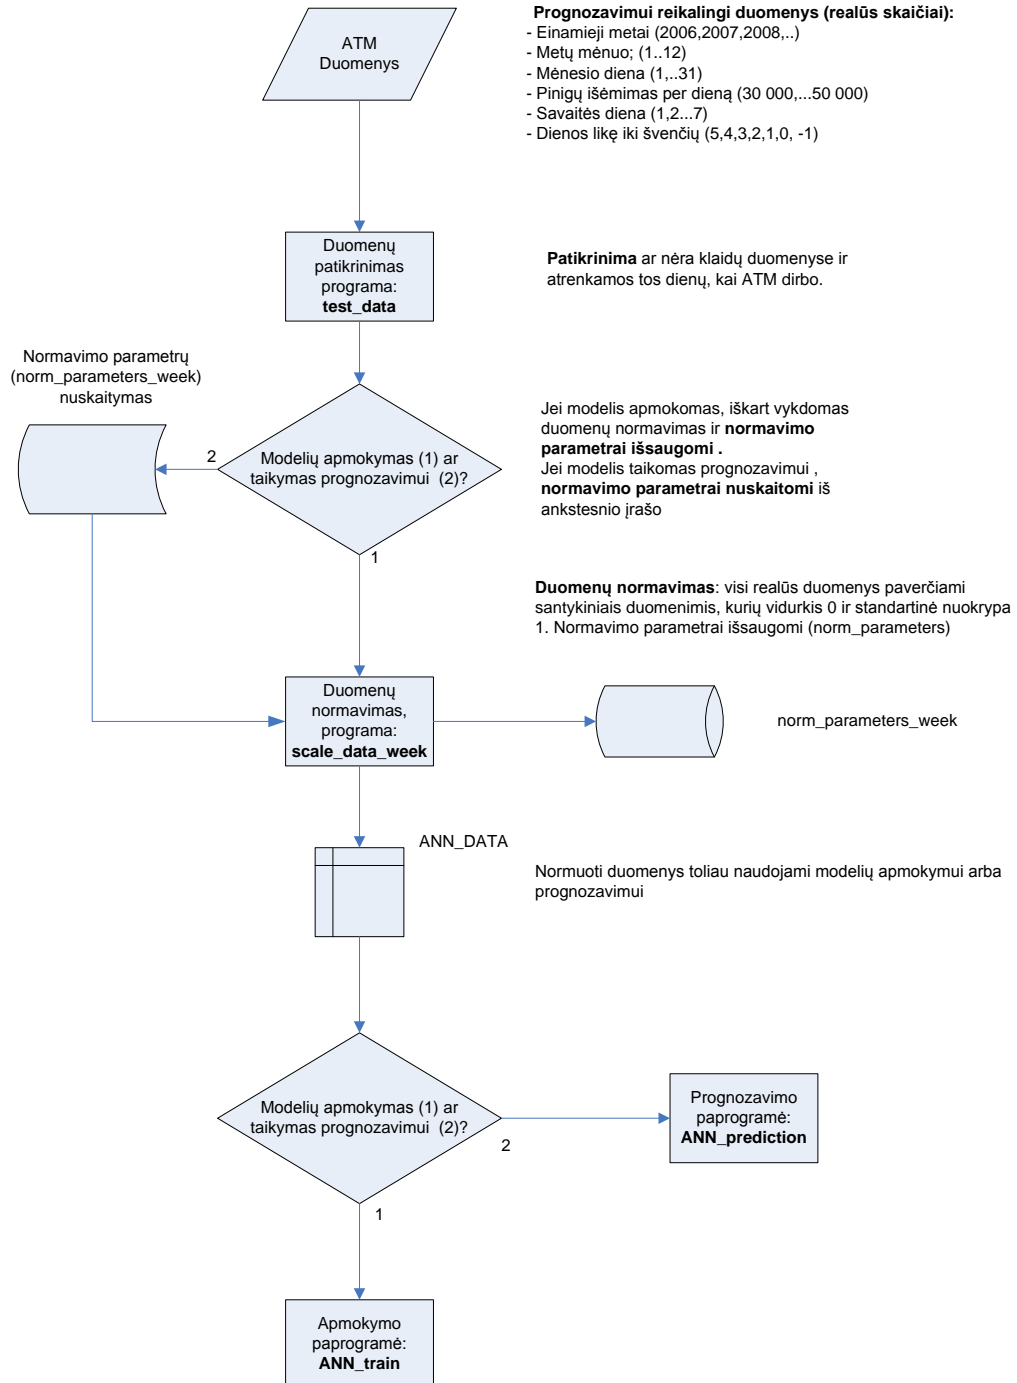 ATM
Duomenys
Prognozavimui reikalingi duomenys (realūs skaičiai):
- Einamieji metai (2006,2007,2008,..)
- Metų mėnuo; (1..12)
- Mėnesio diena (1,..31)
- Pinigų išėmimas per dieną (30 000,...50 000)
- Savaitės diena (1,2...7)
- Dienos likę iki švenčių (5,4,3,2,1,0, -1)
Duomenų
patikrinimas
programa:
test_data
Patikrinima ar nėra klaidų duomenyse ir
atrenkamos tos dienų, kai ATM dirbo.
Normavimo parametrų
(norm_parameters_week)
nuskaitymas
2
Modelių apmokymas (1) ar
taikymas prognozavimui  (2)?
1
Jei modelis apmokomas, iškart vykdomas
duomenų normavimas ir normavimo
parametrai išsaugomi .
Jei modelis taikomas prognozavimui ,
normavimo parametrai nuskaitomi iš
ankstesnio įrašo
Duomenų normavimas: visi realūs duomenys paverčiami
santykiniais duomenimis, kurių vidurkis 0 ir standartinė nuokrypa
1. Normavimo parametrai išsaugomi (norm_parameters)
Duomenų
normavimas,
programa:
scale_data_week
norm_parameters_week
ANN_DATA
Normuoti duomenys toliau naudojami modelių apmokymui arba
prognozavimui
Modelių apmokymas (1) ar
taikymas prognozavimui  (2)?
2
1
Prognozavimo
paprogramė:
ANN_prediction
Apmokymo
paprogramė:
ANN_train